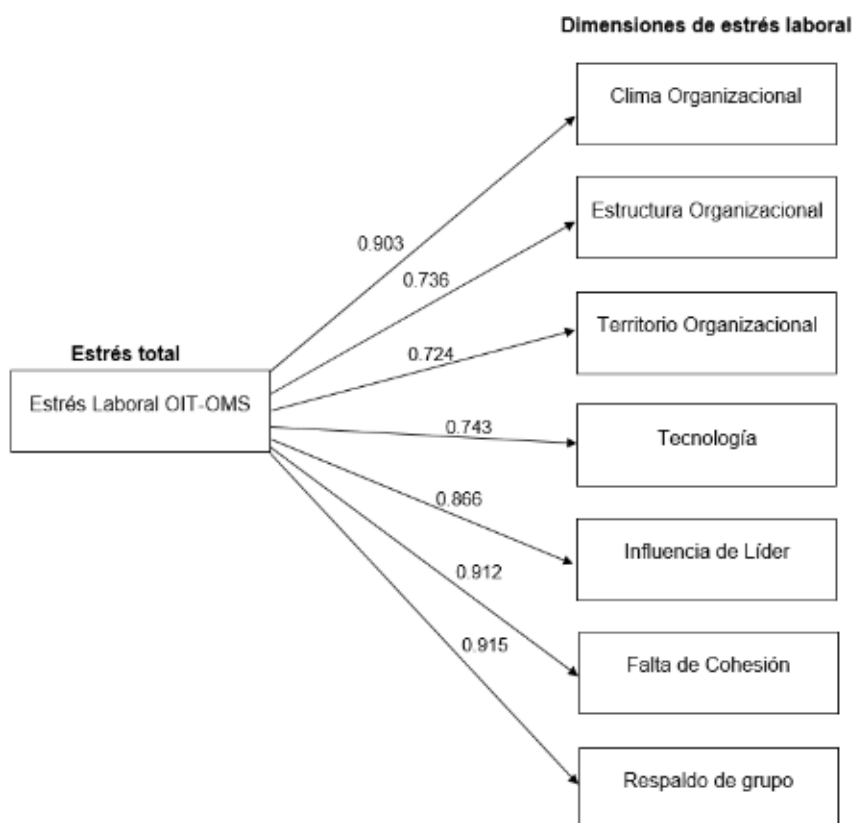 Dimensiones de estrés laboral
Clima Organizacional
0.903
Estructura Organizacional
0.736
Territorio Organizacional
0.724
Estrés total
Estrés Laboral OIT-OMS
0.743
Tecnología
0.866
Influencia de Líder
0.912
Falta de Cohesión
0.915
Respaldo de grupo